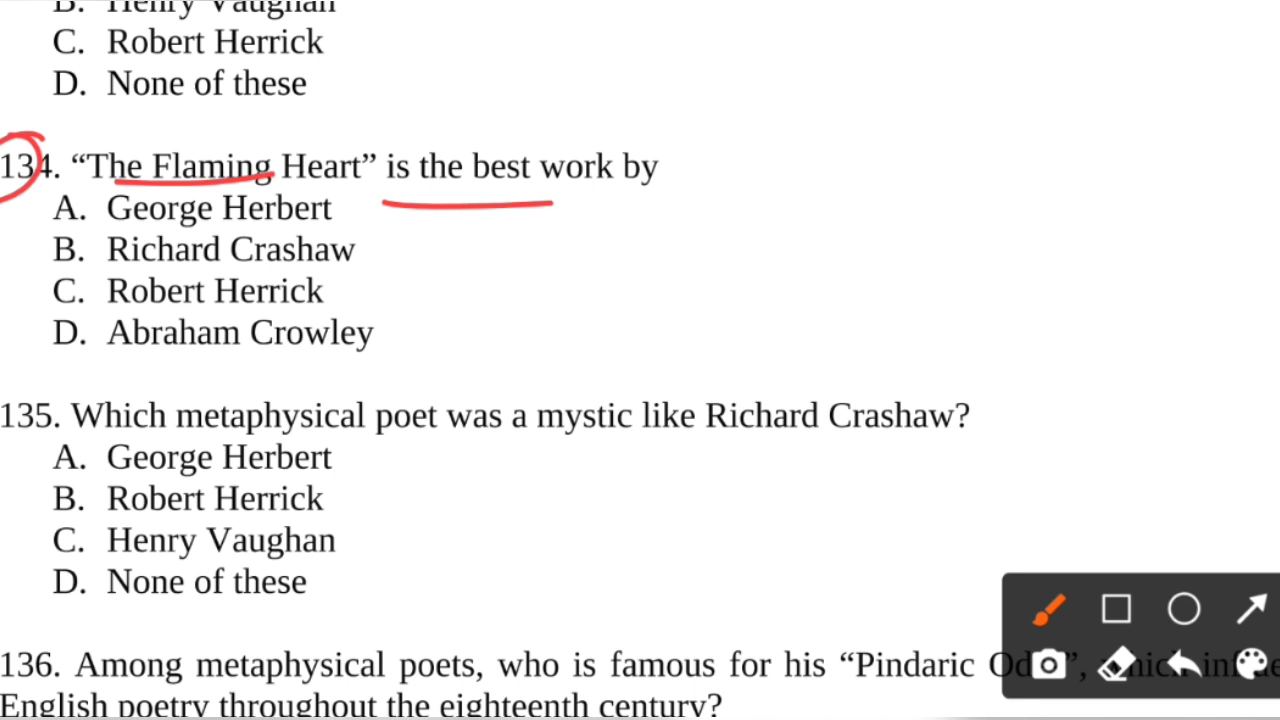 B. Henry Vaughan
C. Robert Herrick
D. None of these
134. “The Flaming Heart” is the best work by
A. George Herbert
B. Richard Crashaw
C. Robert Herrick
D. Abraham Crowley
135. Which metaphysical poet was a mystic like Richard Crashaw?
A. George Herbert
B. Robert Herrick
C. Henry Vaughan
D. None of these
136. Among metaphysical poets, who is famous for his “Pindaric
English poetry throughout the eighteenth century?